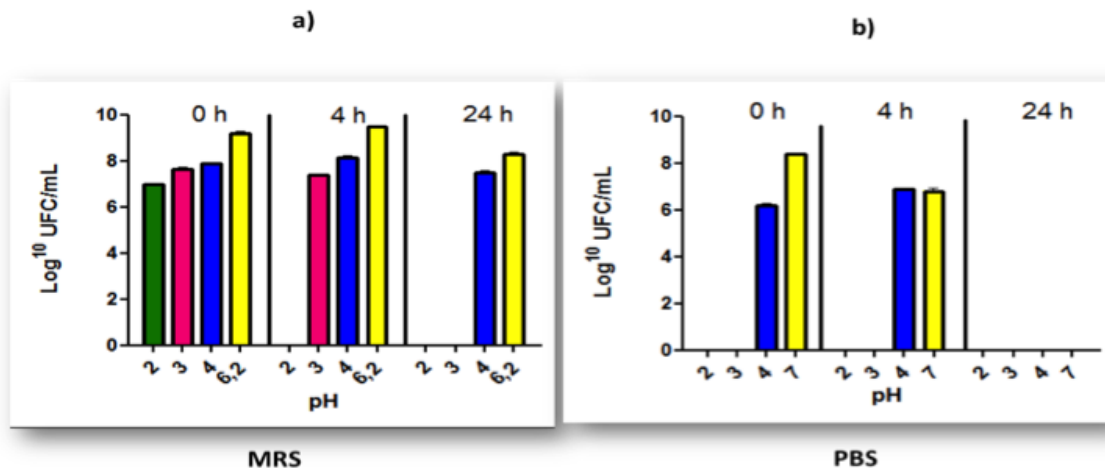 a)
b)
0 h 4 h 24 h
10
8
6
4
2
0
Log¹⁰ UFC/mL
2 3 4 6,2 2 3 4 6,2 2 3 4 6,2
pH
MRS
0 h 4 h 24 h
10
8
6
4
2
0
Log¹⁰ UFC/mL
2 3 4 7 2 3 4 7 2 3 4 7
pH
PBS